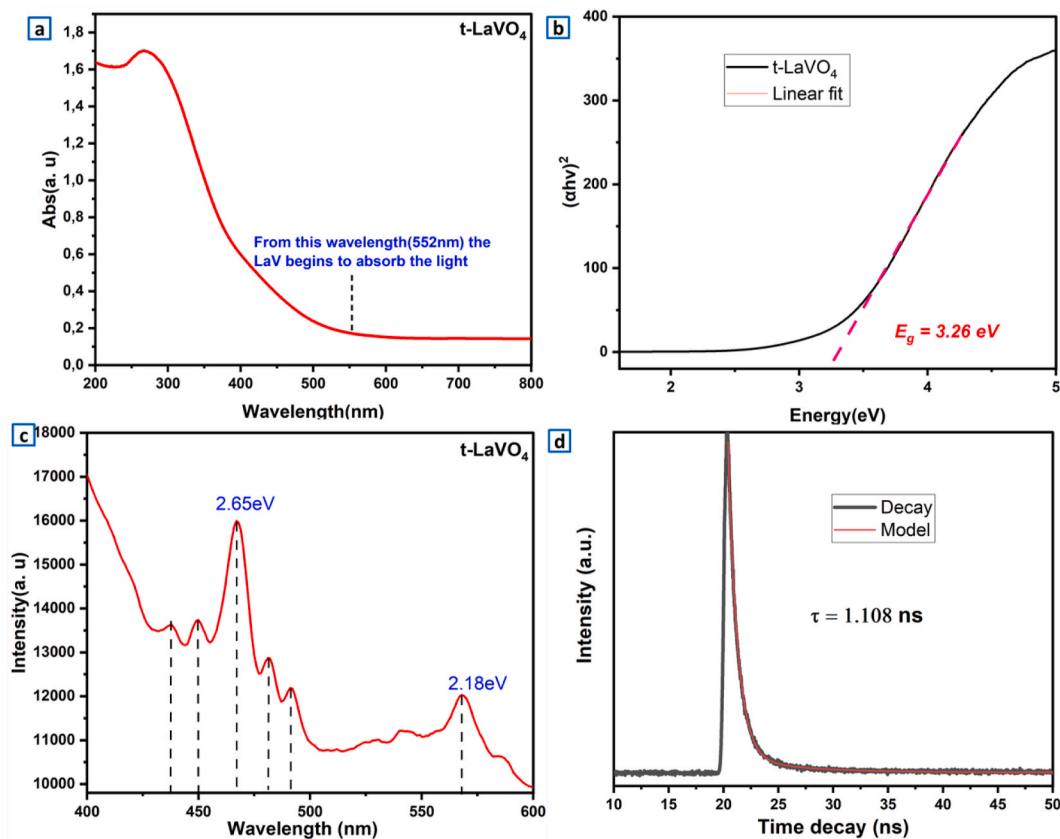 a
t-LaVO₄
1,8
1,6
1,4
1,2
1,0
0,8
0,6
0,4
0,2
0,0
Abs(a. u)
From this wavelength(552nm) the
LaV begins to absorb the light
200 300 400 500 600 700 800
Wavelength(nm)
b
t-LaVO₄
Linear fit
400
300
200
100
0
(αhv)²
E_g = 3.26 eV
2 3 4 5
Energy(eV)
c
t-LaVO₄
18000
17000
16000
15000
14000
13000
12000
11000
10000
Intensity(a. u)
2.65eV
2.18eV
400 450 500 550 600
Wavelength (nm)
d
Decay
Model
Intensity (a.u.)
τ = 1.108 ns
10 15 20 25 30 35 40 45 50
Time decay (ns)